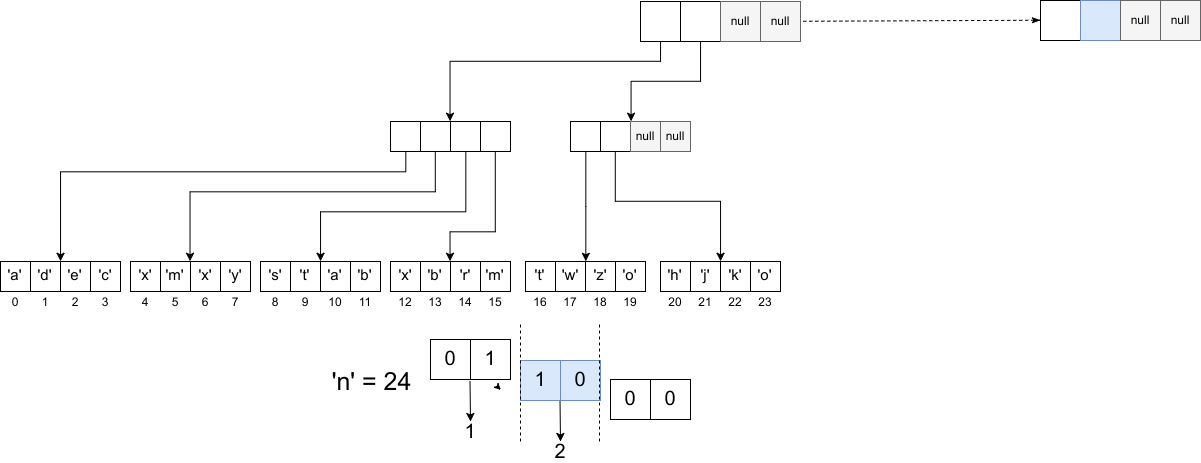 null null null null
null null
'a' 'd' 'e' 'c' 'x' 'm' 'x' 'y' 's' 't' 'a' 'b' 'x' 'b' 'r' 'm' 't' 'w' 'z' 'o' 'h' 'j' 'k' 'o'
0 1 2 3 4 5 6 7 8 9 10 11 12 13 14 15 16 17 18 19 20 21 22 23
'n' = 24
0 1
1 0
0 0
1
2